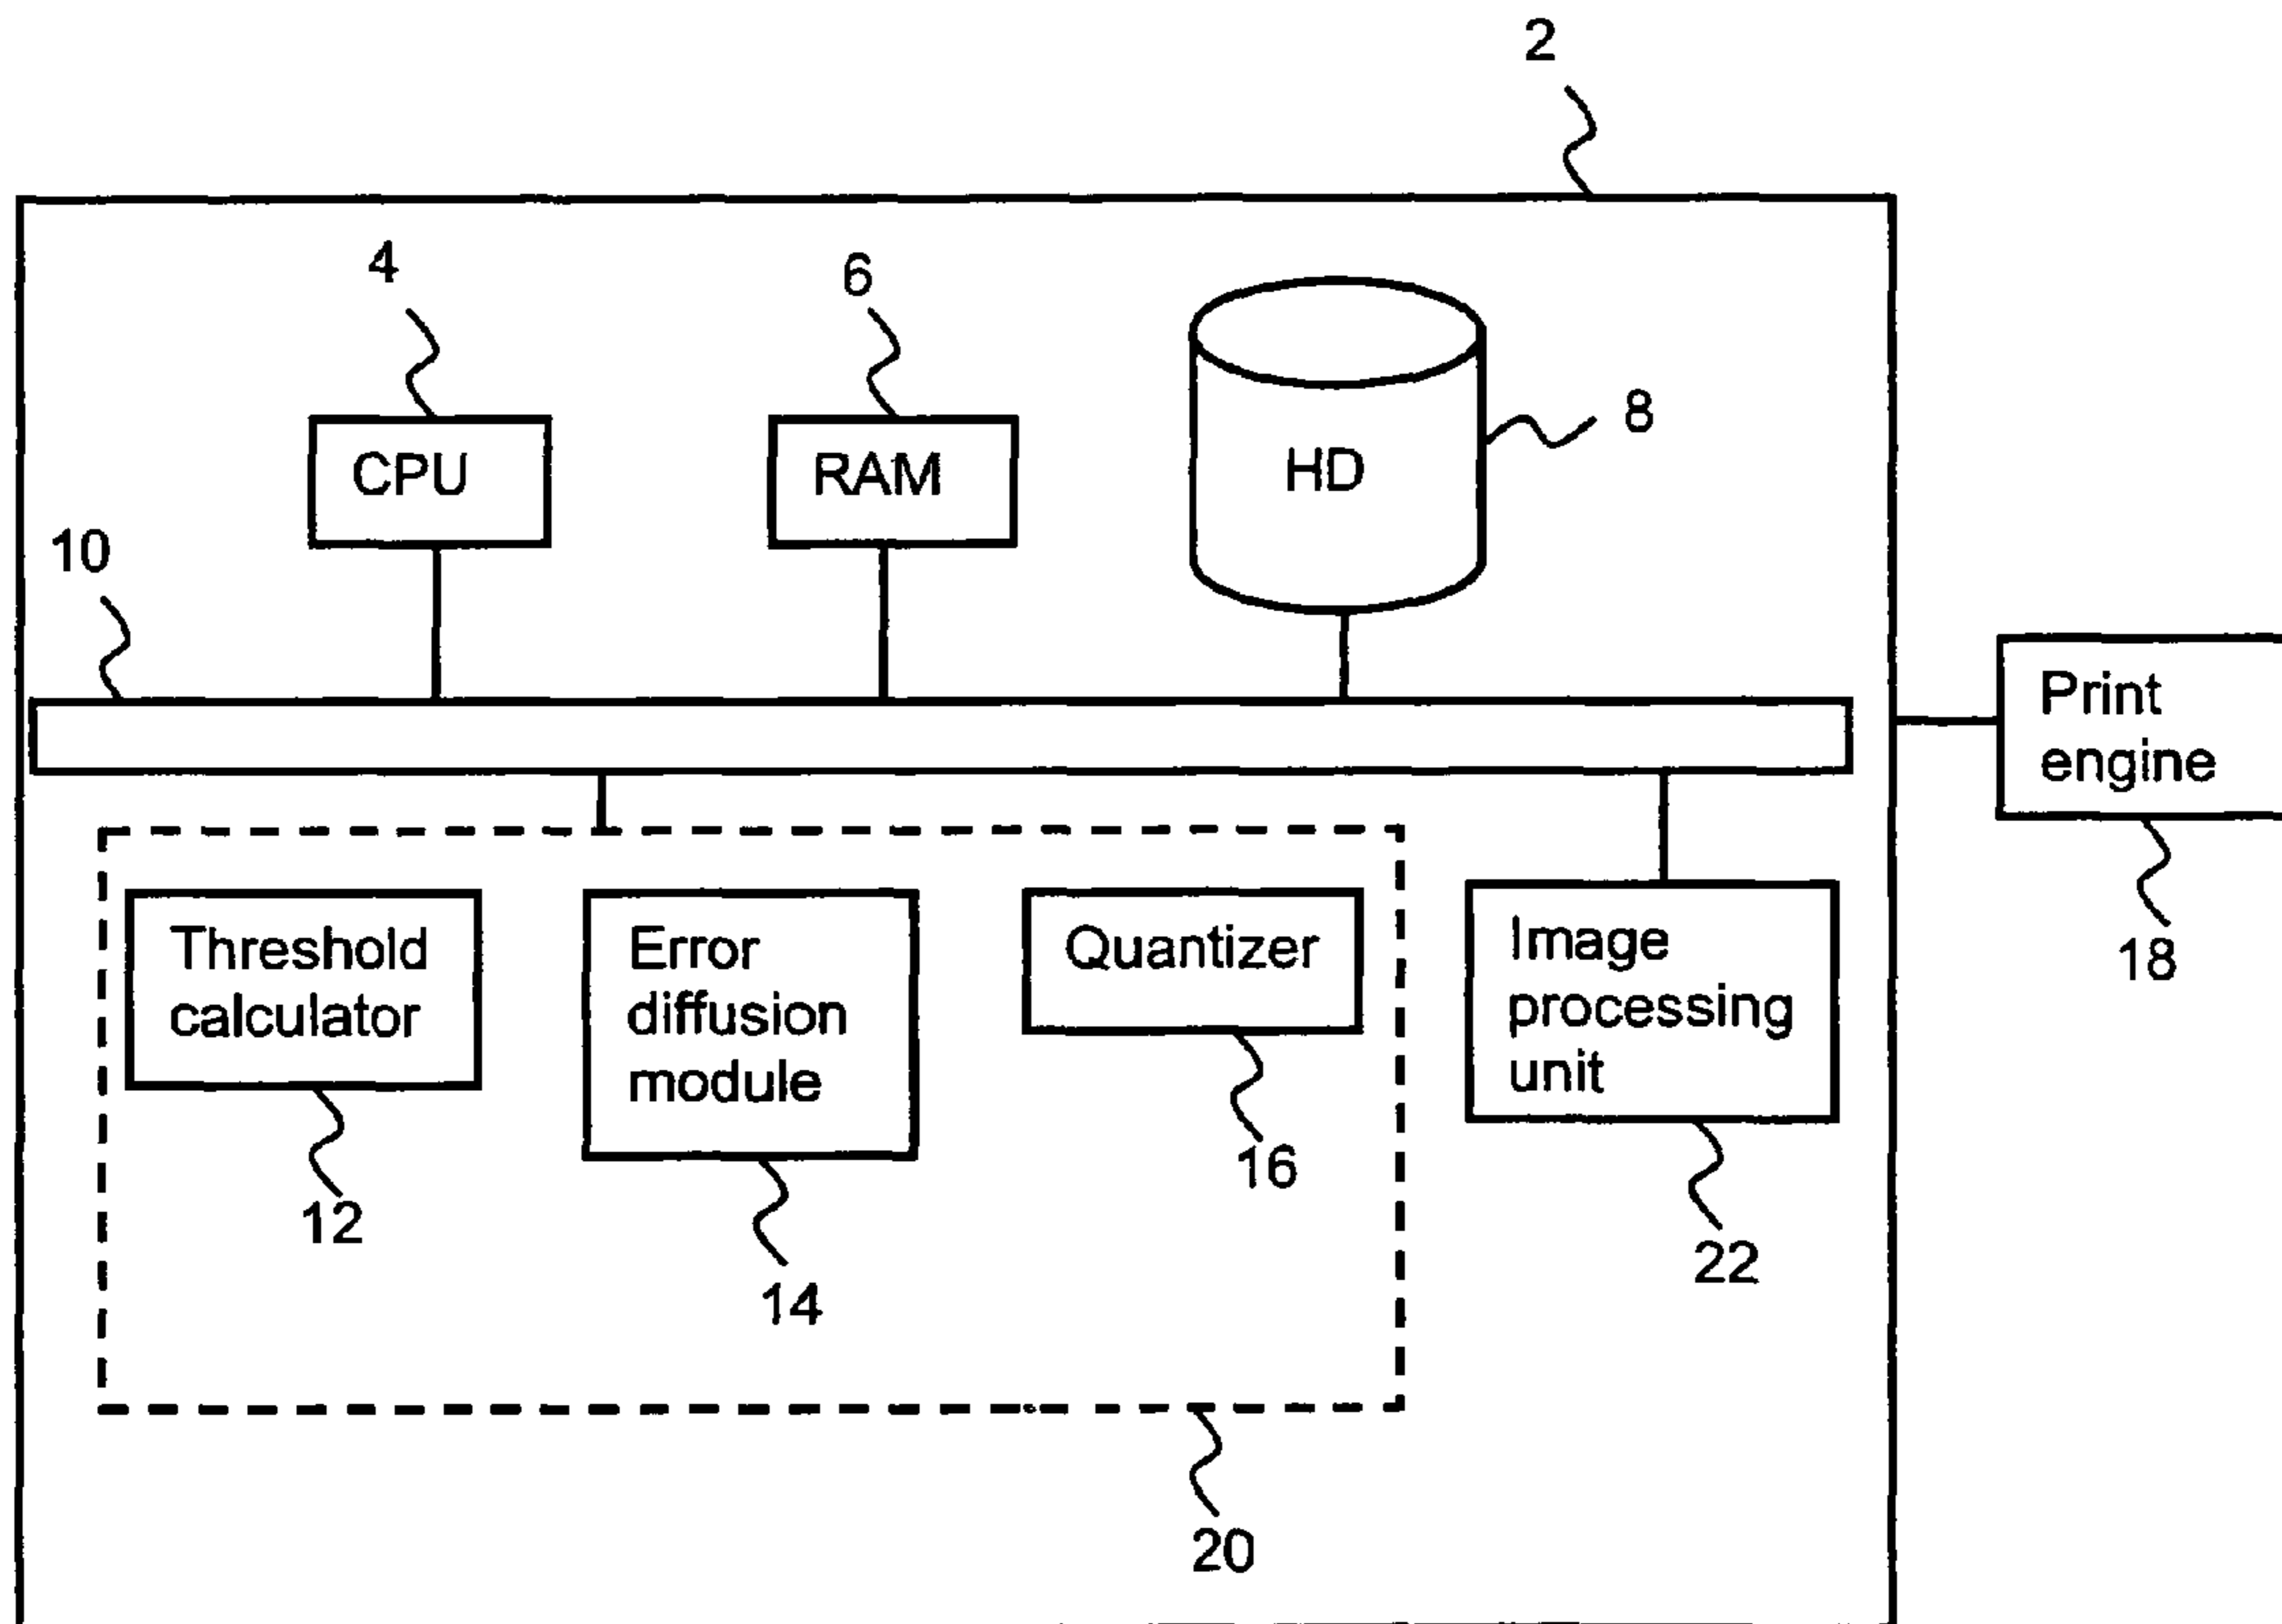 2
4
6
CPU
RAM
HD
8
10
Print
engine
18
Threshold
calculator
Error
diffusion
module
Quantizer
Image
processing
unit
12
14
16
22
20